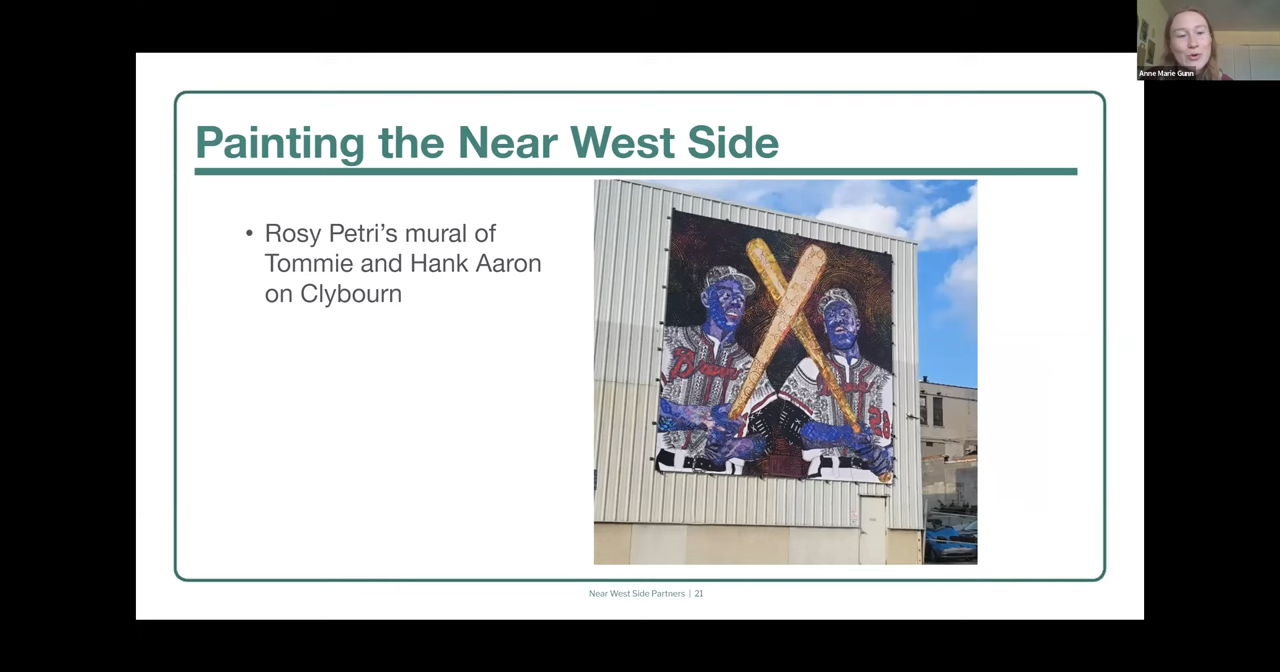 Anne Marie Gunn
Painting the Near West Side
• Rosy Petri’s mural of
Tommie and Hank Aaron
on Clybourn
28
Near West Side Partners | 21